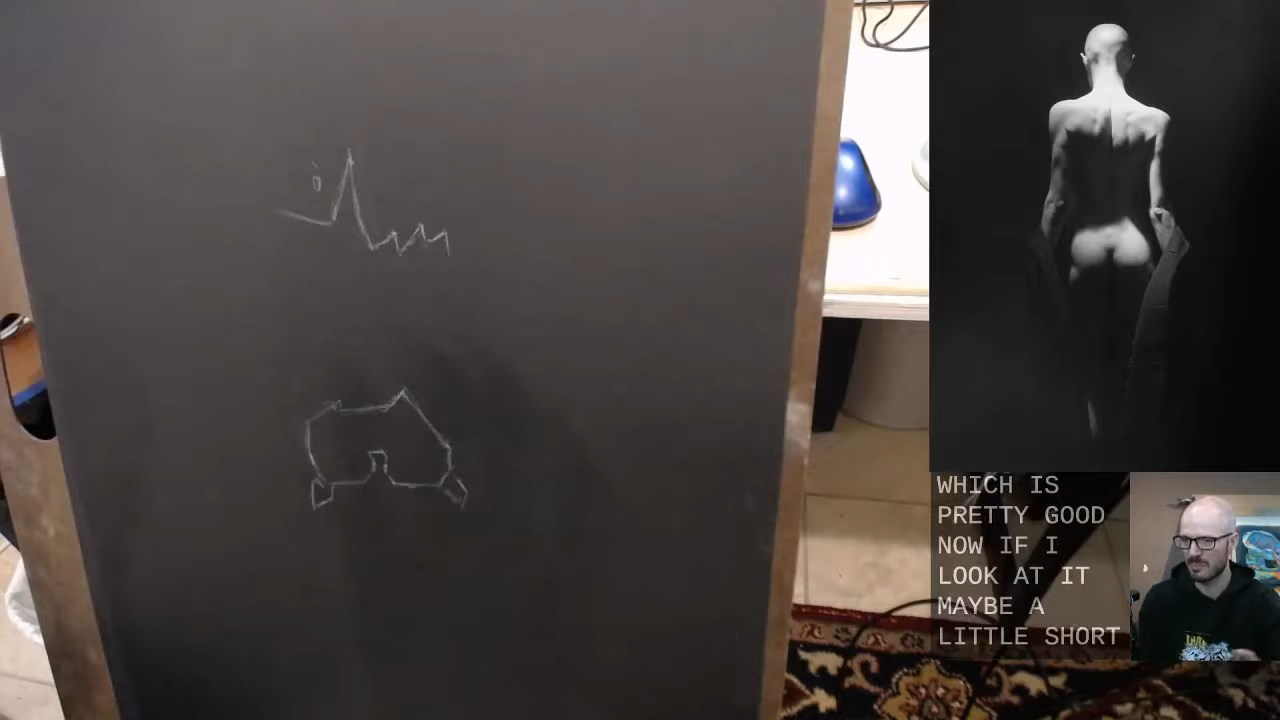 WHICH IS
PRETTY GOOD
NOW IF I
LOOK AT IT
MAYBE A
LITTLE SHORT